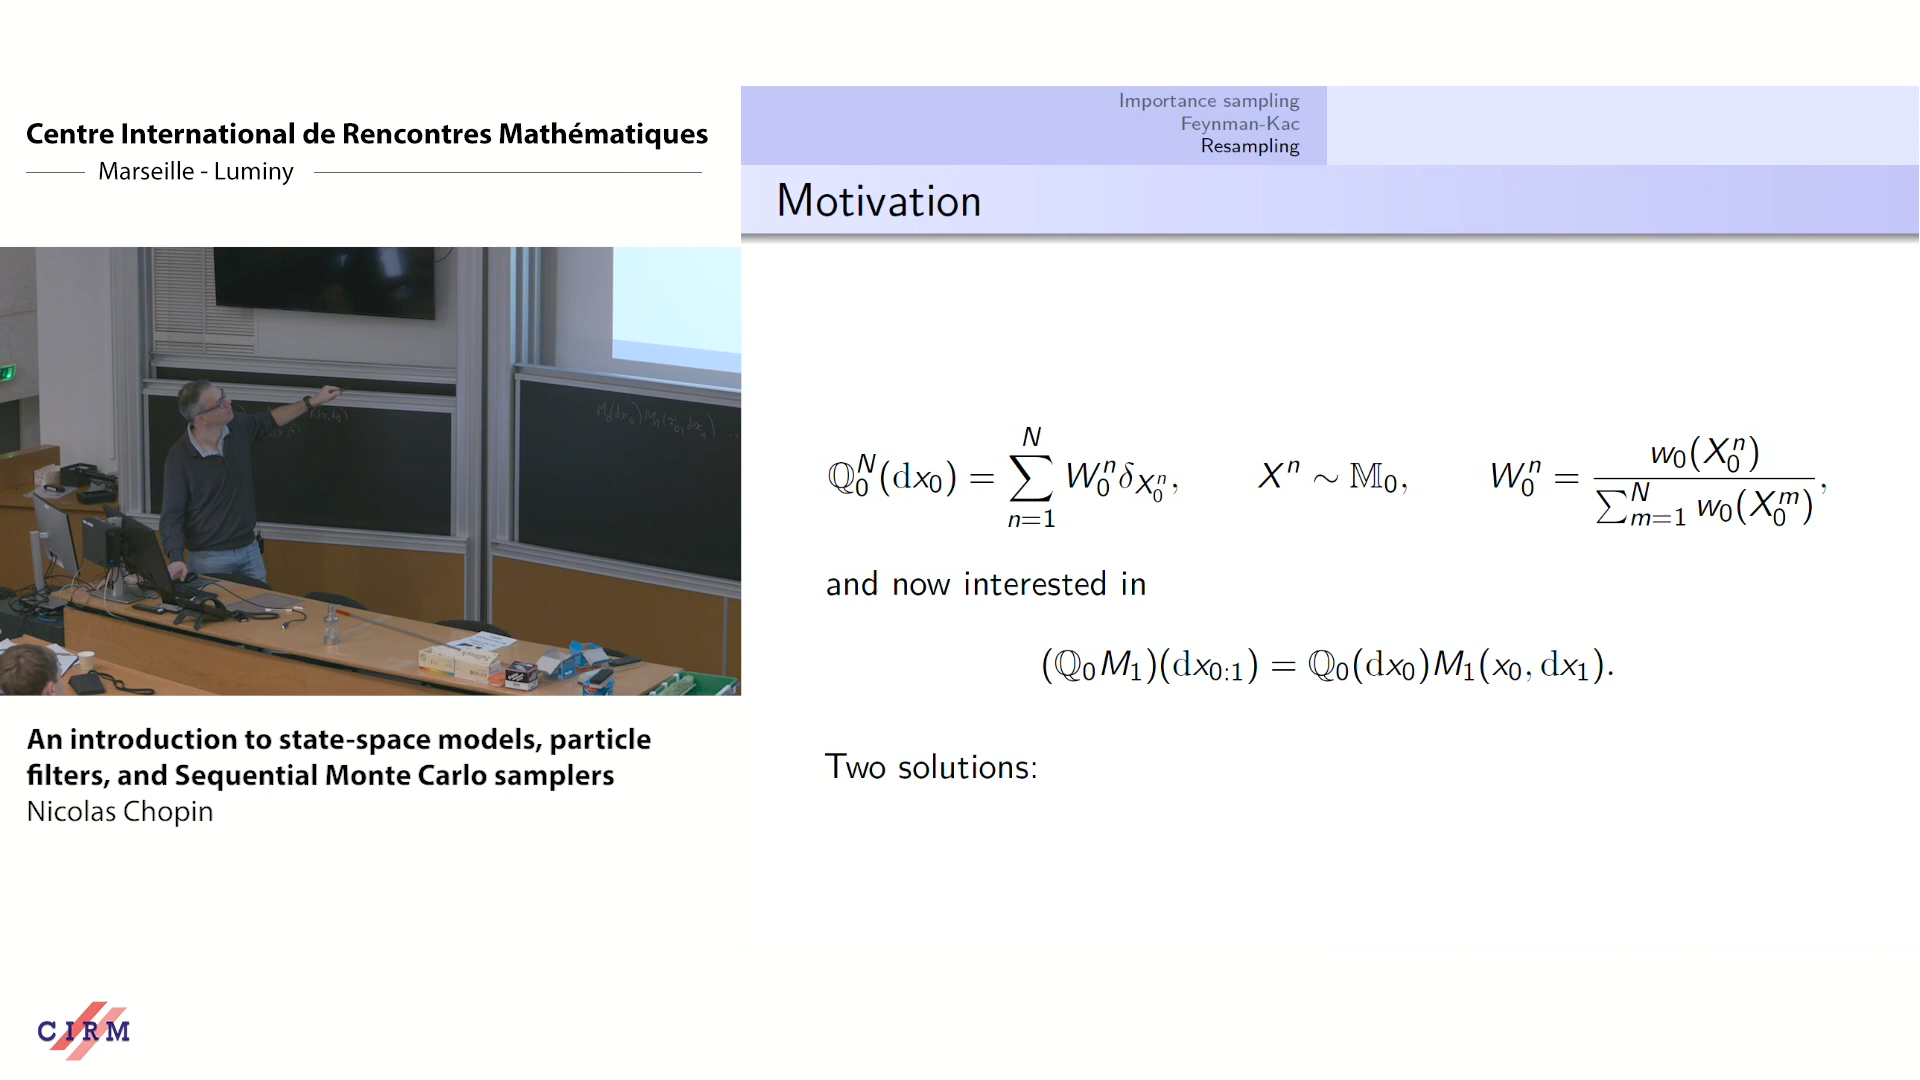 Centre International de Rencontres Mathématiques
Marseille - Luminy
Importance sampling
Feynman-Kac
Resampling
Motivation
ℚ₀ᴺ(dx₀) = ∑ₙ₌₁ᴺ W₀ⁿ δ_{X₀ⁿ}, Xⁿ ∼ 𝕄₀, W₀ⁿ = w₀(X₀ⁿ) / ∑ₘ₌₁ᴺ w₀(X₀ᵐ),
and now interested in
(ℚ₀M₁)(dx₀:₁) = ℚ₀(dx₀)M₁(x₀, dx₁).
Two solutions:
An introduction to state-space models, particle
filters, and Sequential Monte Carlo samplers
Nicolas Chopin
CIRM